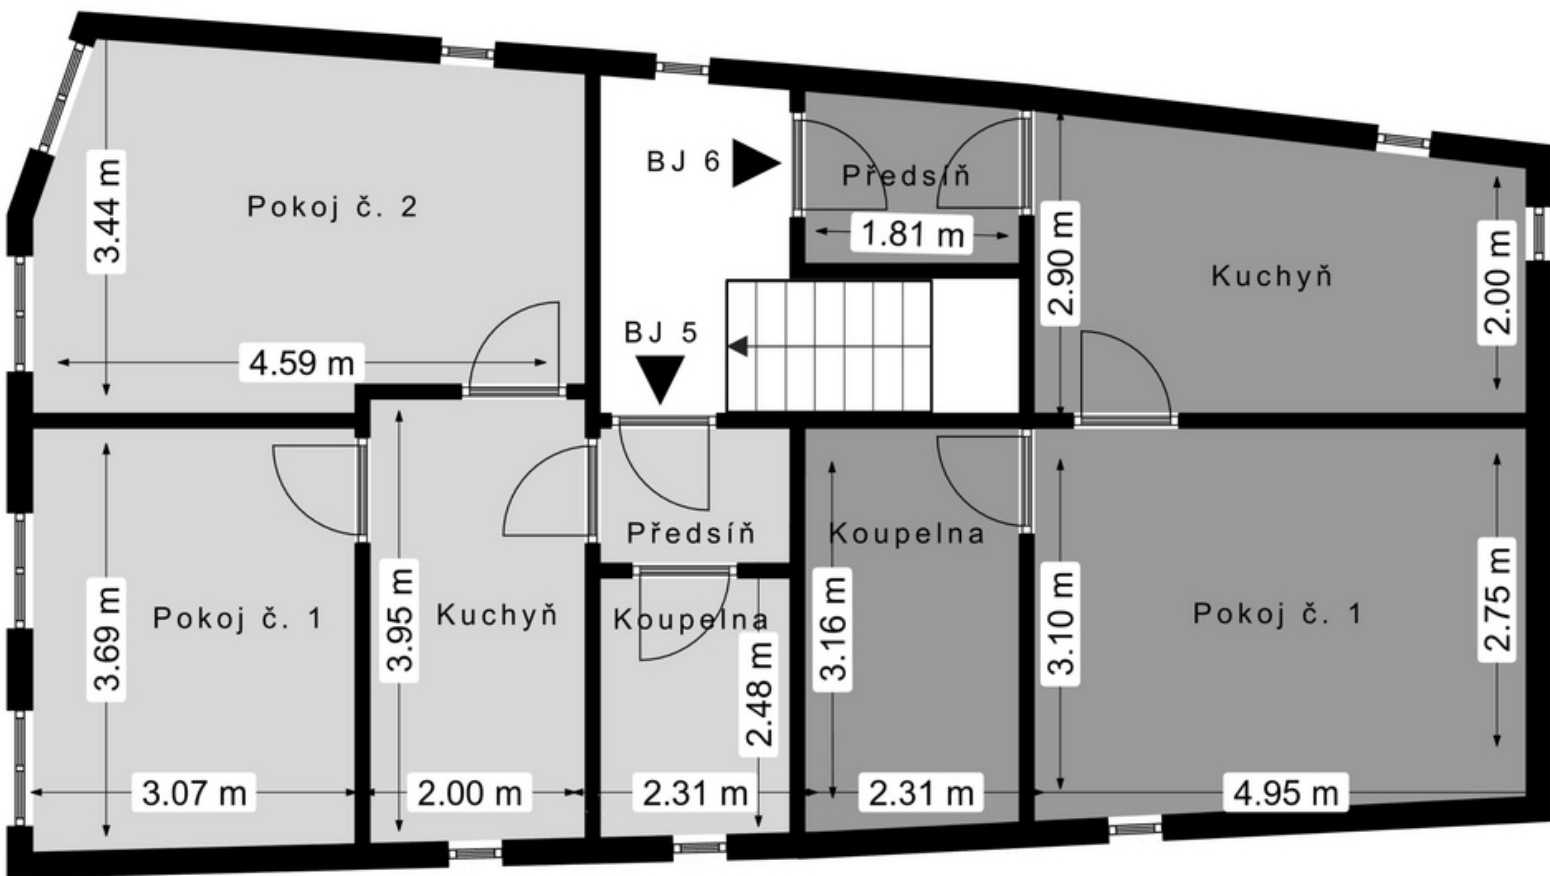 BJ 6
Předsíň
3.44 m
Pokoj č. 2
1.81 m
2.90 m
Kuchyň
2.00 m
BJ 5
4.59 m
Předsíň
Koupelna
3.69 m
Pokoj č. 1
3.95 m
Kuchyň
Koupelna
2.48 m
3.16 m
3.10 m
Pokoj č. 1
2.75 m
3.07 m
2.00 m
2.31 m
2.31 m
4.95 m